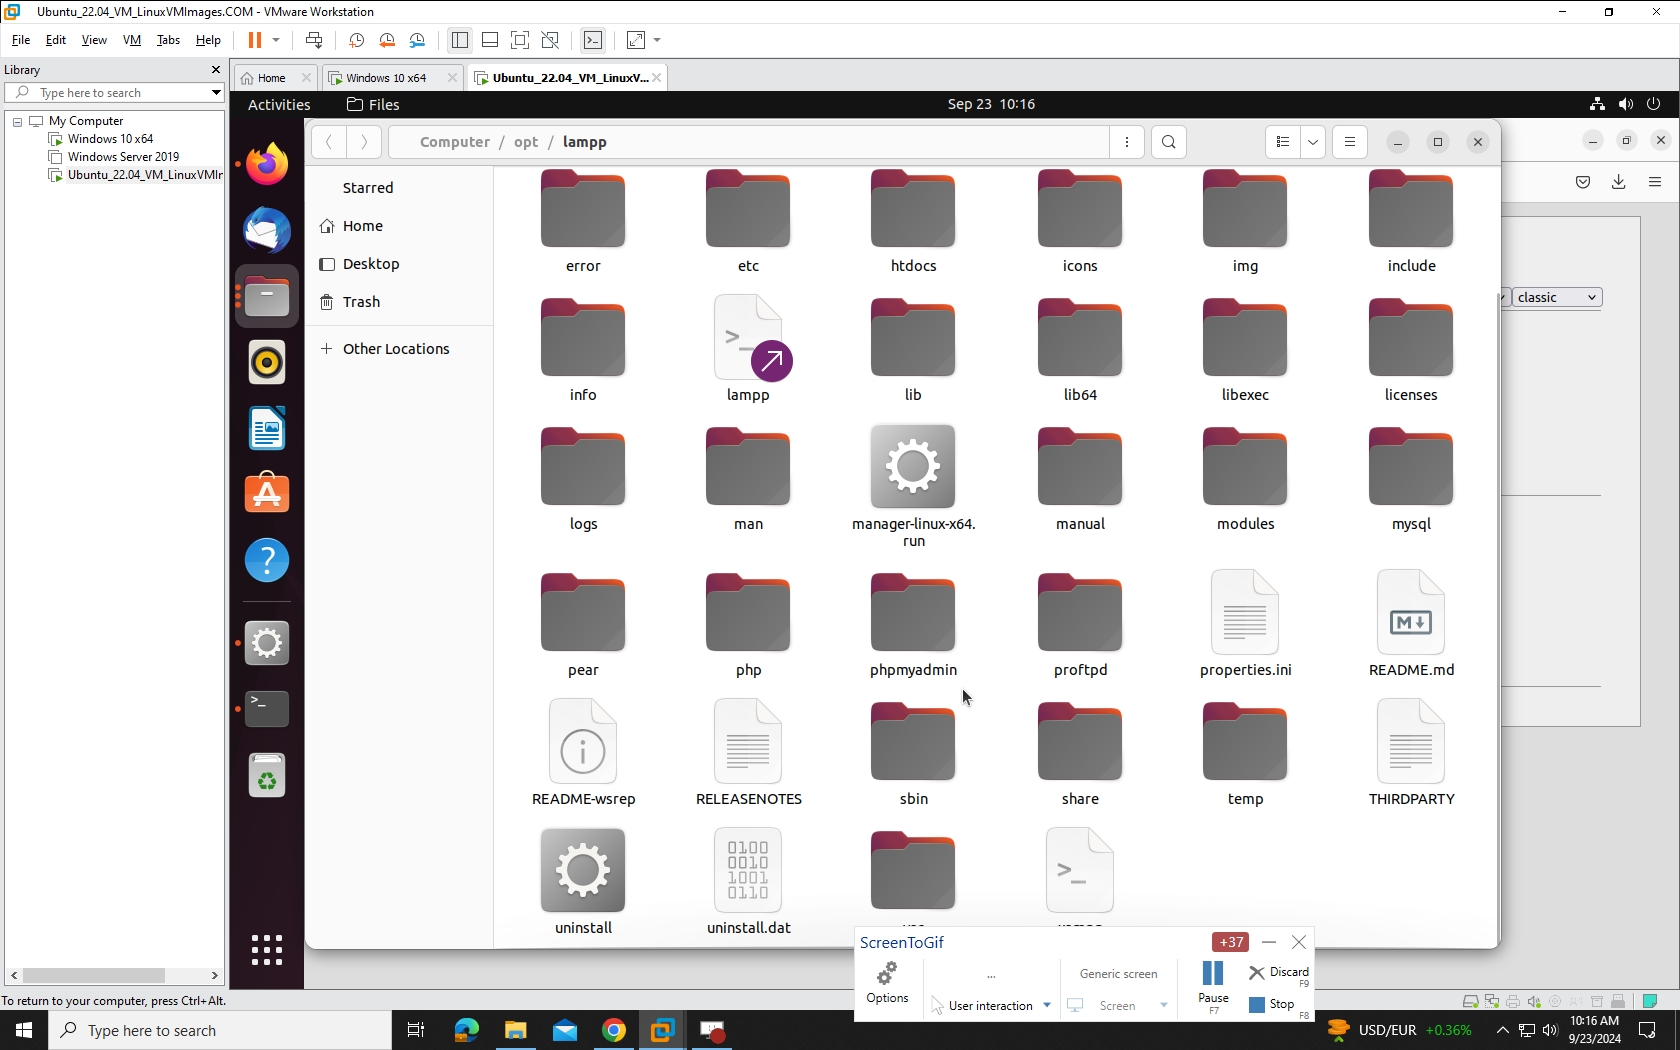 Ubuntu_22.04_VM_LinuxVMImages.COM - VMware Workstation
File Edit View VM Tabs Help
Library
Type here to search
My Computer
Windows 10 x64
Windows Server 2019
Ubuntu_22.04_VM_LinuxVMIr
Home
Windows 10 x64
Ubuntu_22.04_VM_LinuxV...
Activities Files
Sep 23 10:16
Computer / opt / lampp
Starred
Home
Desktop
Trash
Other Locations
classic
error etc htdocs icons img include
info lampp lib lib64 libexec licenses
logs man manager-linux-x64. manual modules mysql
run
pear php phpmyadmin proftpd properties.ini README.md
README-wsrep RELEASENOTES sbin share temp THIRDPARTY
uninstall uninstall.dat
ScreenToGif
+37
Options
...
User interaction
Generic screen
Screen
Pause
F7
Discard
F9
Stop
F8
To return to your computer, press Ctrl+Alt.
Type here to search
USD/EUR +0.36%
10:16 AM
9/23/2024